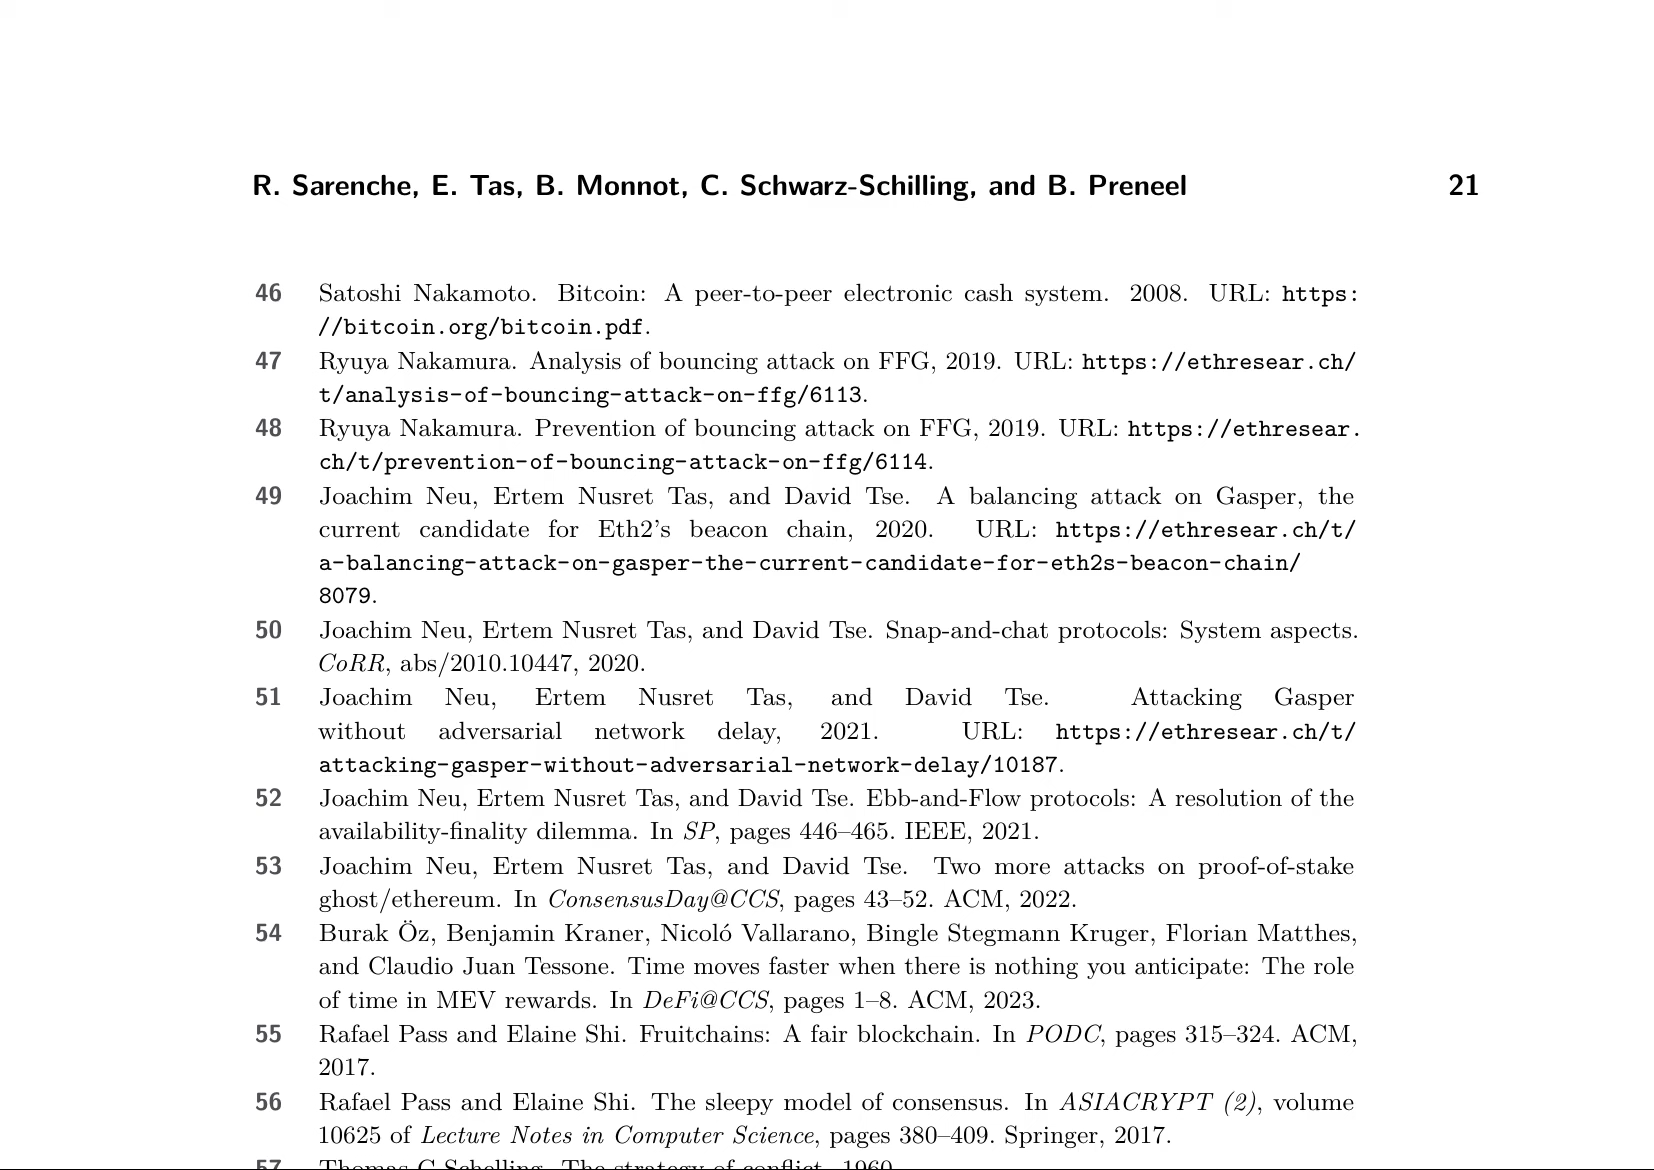 R. Sarenche, E. Tas, B. Monnot, C. Schwarz-Schilling, and B. Preneel 21
46 Satoshi Nakamoto. Bitcoin: A peer-to-peer electronic cash system. 2008. URL: https:
//bitcoin.org/bitcoin.pdf.
47 Ryuya Nakamura. Analysis of bouncing attack on FFG, 2019. URL: https://ethresear.ch/
t/analysis-of-bouncing-attack-on-ffg/6113.
48 Ryuya Nakamura. Prevention of bouncing attack on FFG, 2019. URL: https://ethresear.
ch/t/prevention-of-bouncing-attack-on-ffg/6114.
49 Joachim Neu, Ertem Nusret Tas, and David Tse. A balancing attack on Gasper, the
current candidate for Eth2's beacon chain, 2020. URL: https://ethresear.ch/t/
a-balancing-attack-on-gasper-the-current-candidate-for-eth2s-beacon-chain/
8079.
50 Joachim Neu, Ertem Nusret Tas, and David Tse. Snap-and-chat protocols: System aspects.
CoRR, abs/2010.10447, 2020.
51 Joachim Neu, Ertem Nusret Tas, and David Tse. Attacking Gasper
without adversarial network delay, 2021. URL: https://ethresear.ch/t/
attacking-gasper-without-adversarial-network-delay/10187.
52 Joachim Neu, Ertem Nusret Tas, and David Tse. Ebb-and-Flow protocols: A resolution of the
availability-finality dilemma. In SP, pages 446–465. IEEE, 2021.
53 Joachim Neu, Ertem Nusret Tas, and David Tse. Two more attacks on proof-of-stake
ghost/ethereum. In ConsensusDay@CCS, pages 43–52. ACM, 2022.
54 Burak Öz, Benjamin Kraner, Nicoló Vallarano, Bingle Stegmann Kruger, Florian Matthes,
and Claudio Juan Tessone. Time moves faster when there is nothing you anticipate: The role
of time in MEV rewards. In DeFi@CCS, pages 1–8. ACM, 2023.
55 Rafael Pass and Elaine Shi. Fruitchains: A fair blockchain. In PODC, pages 315–324. ACM,
2017.
56 Rafael Pass and Elaine Shi. The sleepy model of consensus. In ASIACRYPT (2), volume
10625 of Lecture Notes in Computer Science, pages 380–409. Springer, 2017.
57 Thomas C Schelling. The strategy of conflict, 1960.